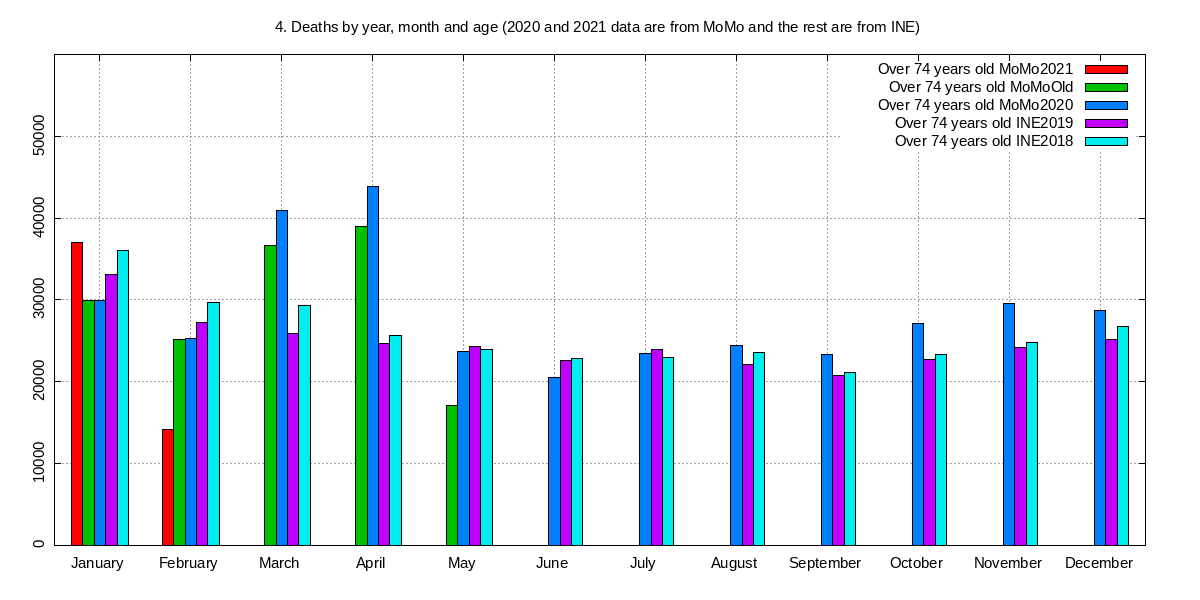 4. Deaths by year, month and age (2020 and 2021 data are from MoMo and the rest are from INE)
Over 74 years old MoMo2021
Over 74 years old MoMoOld
Over 74 years old MoMo2020
Over 74 years old INE2019
Over 74 years old INE2018
50000
40000
30000
20000
10000
0
January February March April May June July August September October November December